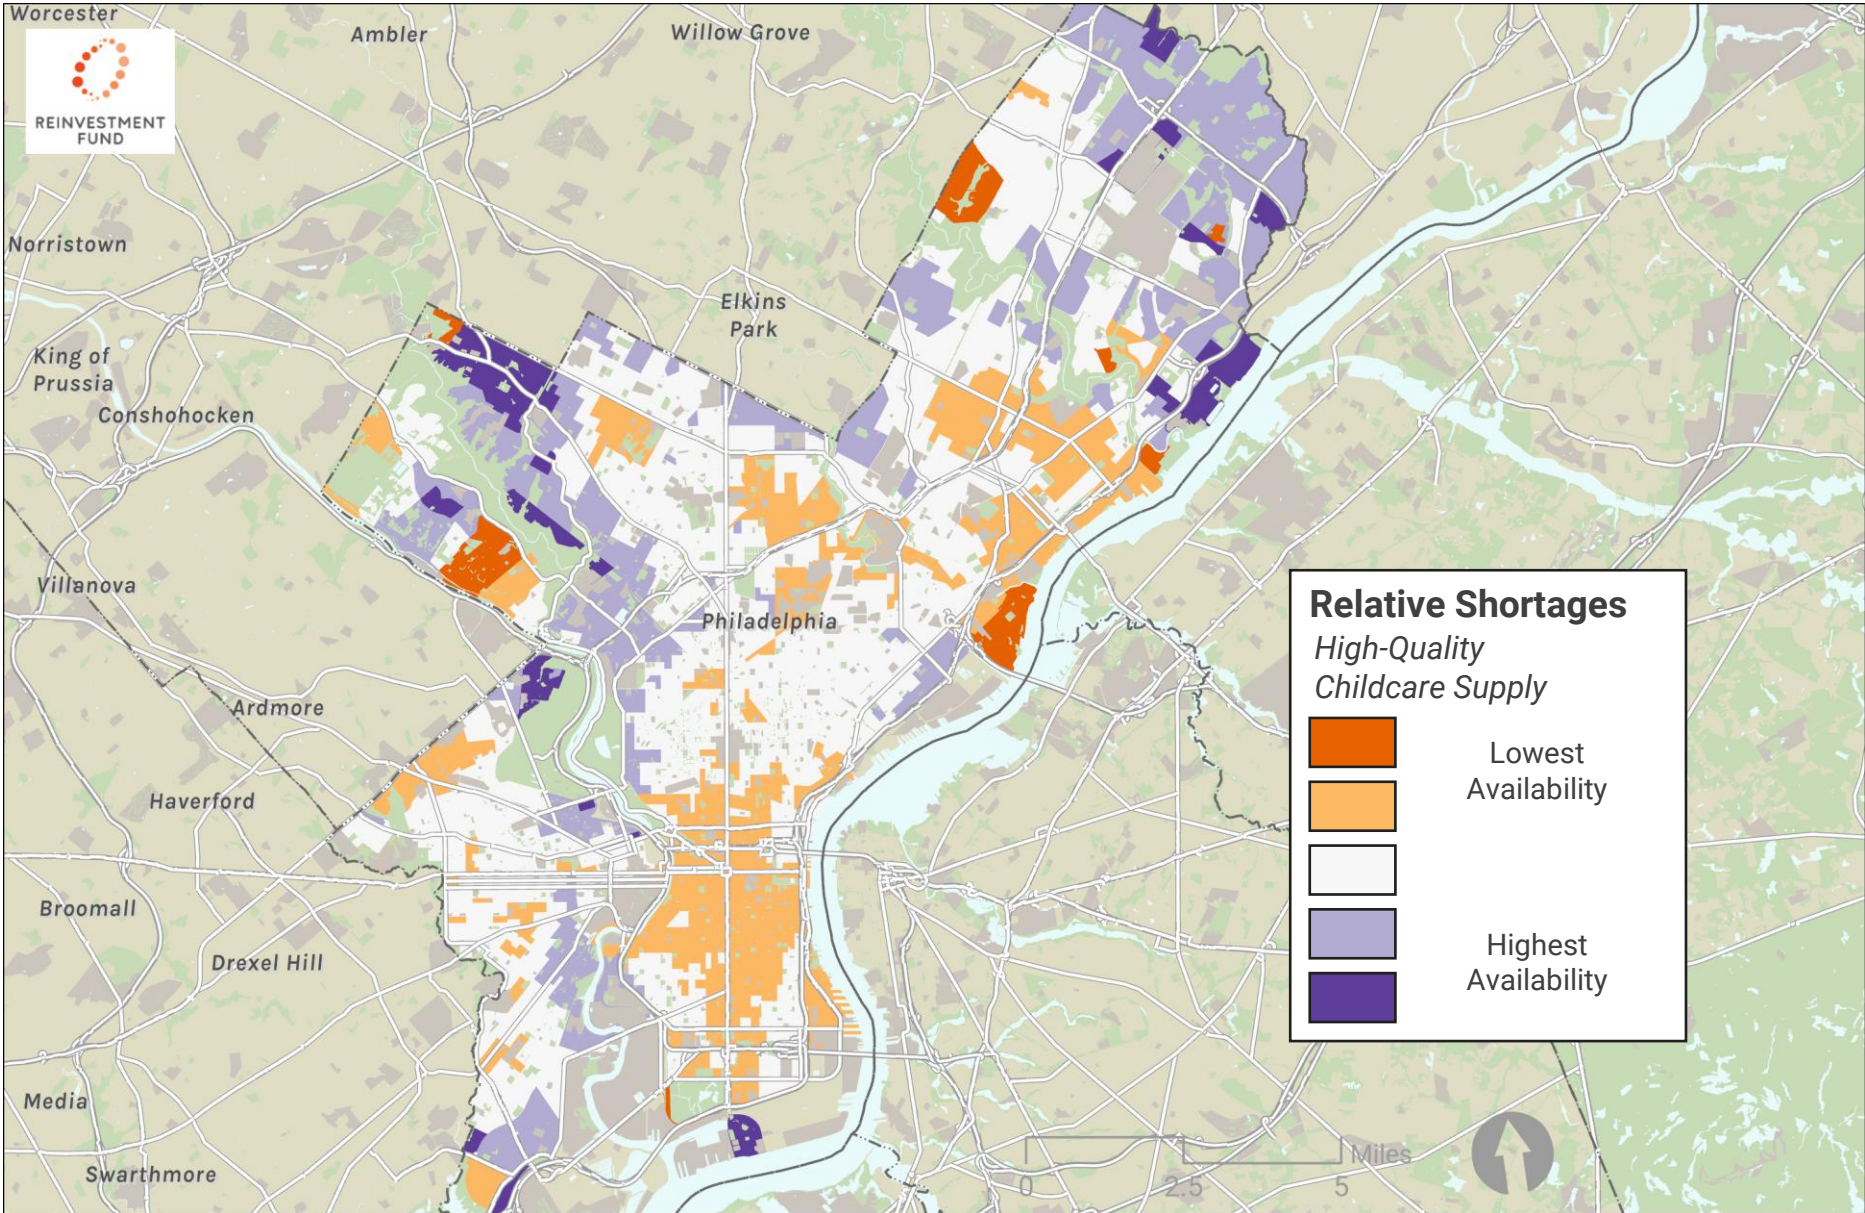 Worcester
Ambler
Willow Grove
REINVESTMENT
FUND
Norristown
Elkins
Park
King of
Prussia
Conshohocken
Villanova
Philadelphia
Ardmore
Haverford
Broomall
Drexel Hill
Media
Swarthmore
Relative Shortages
High-Quality
Childcare Supply
Lowest
Availability
Highest
Availability
Miles
0
2.5
5